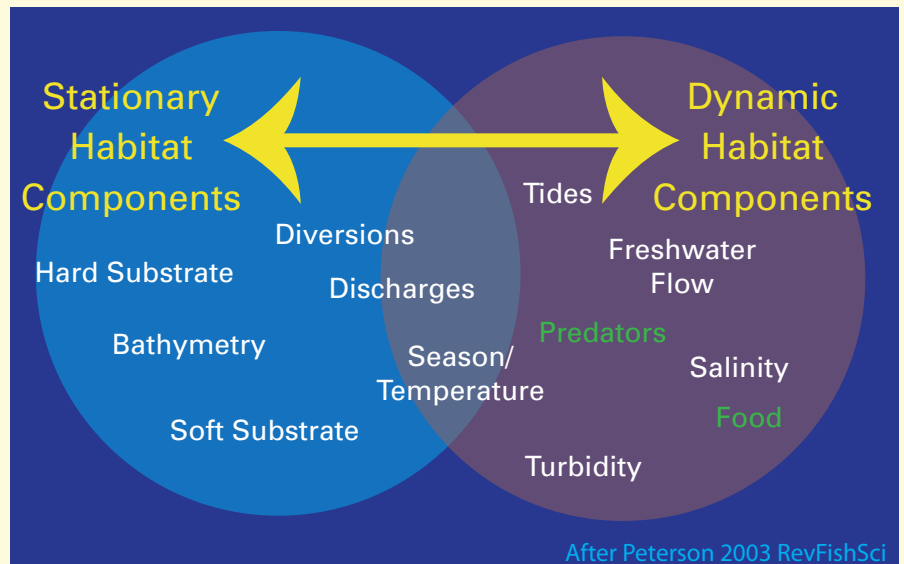 Stationary
Habitat
Components
Dynamic
Habitat
Components
Tides
Diversions
Freshwater
Flow
Hard Substrate
Discharges
Predators
Bathymetry
Season/
Temperature
Salinity
Food
Soft Substrate
Turbidity
After Peterson 2003 RevFishSci